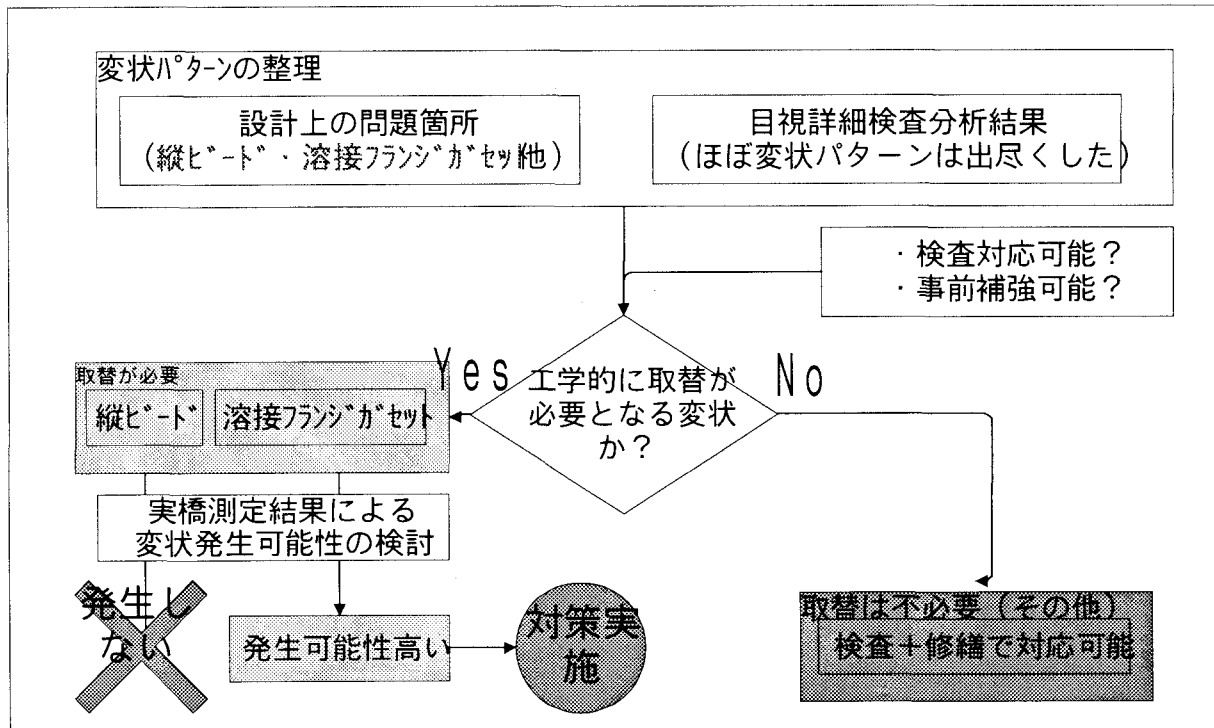 変状ﾊﾟﾀｰﾝの整理
設計上の問題箇所
（縦ﾋﾞｰﾄﾞ・溶接ﾌﾗﾝｼﾞｶﾞｾｯﾄ他）
目視詳細検査分析結果
（ほぼ変状パターンは出尽くした）
・検査対応可能？
・事前補強可能？
工学的に取替が
必要となる変状
か？
Yes
No
取替が必要
縦ﾋﾞｰﾄﾞ
溶接ﾌﾗﾝｼﾞｶﾞｾｯﾄ
実橋測定結果による
変状発生可能性の検討
発生し
ない
発生可能性高い
対策実
施
取替は不必要（その他）
検査＋修繕で対応可能